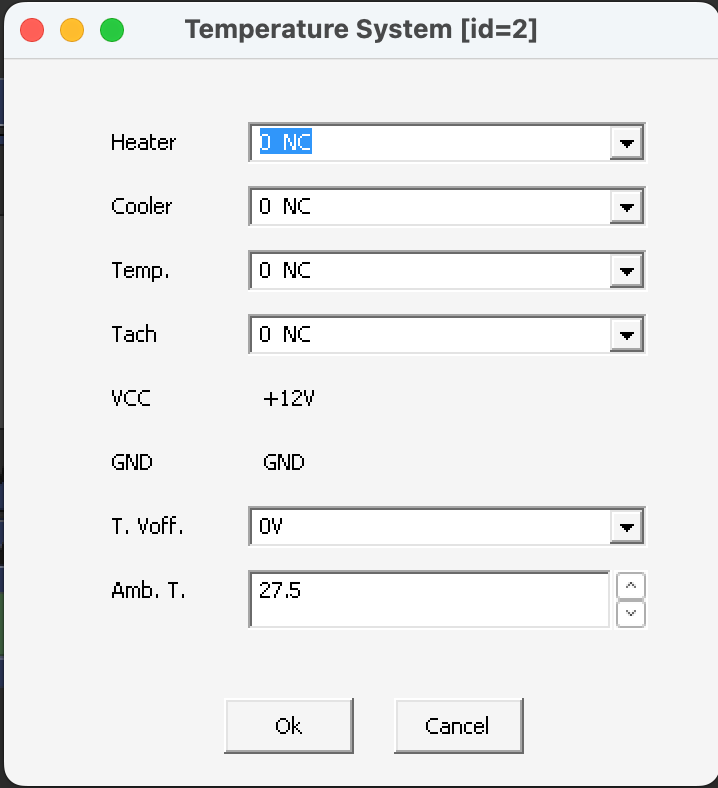 Temperature System [id=2]
Heater 0 NC
Cooler 0 NC
Temp. 0 NC
Tach 0 NC
VCC +12V
GND GND
T. Voff. 0V
Amb. T. 27.5
Ok Cancel